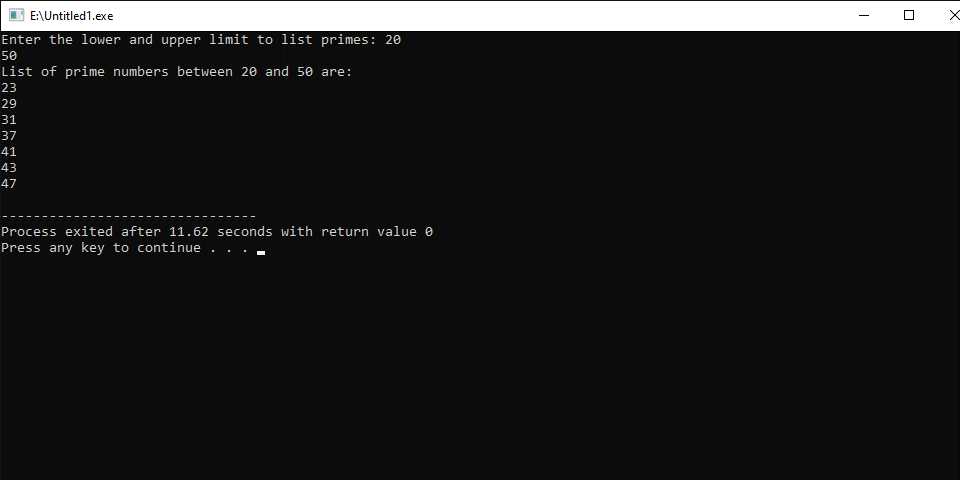 E:\Untitled1.exe
Enter the lower and upper limit to list primes: 20
50
List of prime numbers between 20 and 50 are:
23
29
31
37
41
43
47
--------------------------------
Process exited after 11.62 seconds with return value 0
Press any key to continue . . .